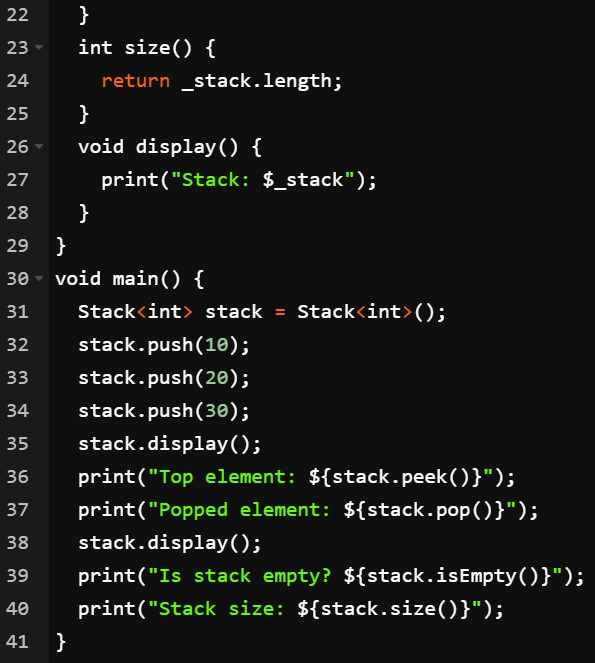 22 }
23 int size() {
24 return _stack.length;
25 }
26 void display() {
27 print("Stack: $_stack");
28 }
29 }
30 void main() {
31 Stack<int> stack = Stack<int>();
32 stack.push(10);
33 stack.push(20);
34 stack.push(30);
35 stack.display();
36 print("Top element: ${stack.peek()}");
37 print("Popped element: ${stack.pop()}");
38 stack.display();
39 print("Is stack empty? ${stack.isEmpty()}");
40 print("Stack size: ${stack.size()}");
41 }